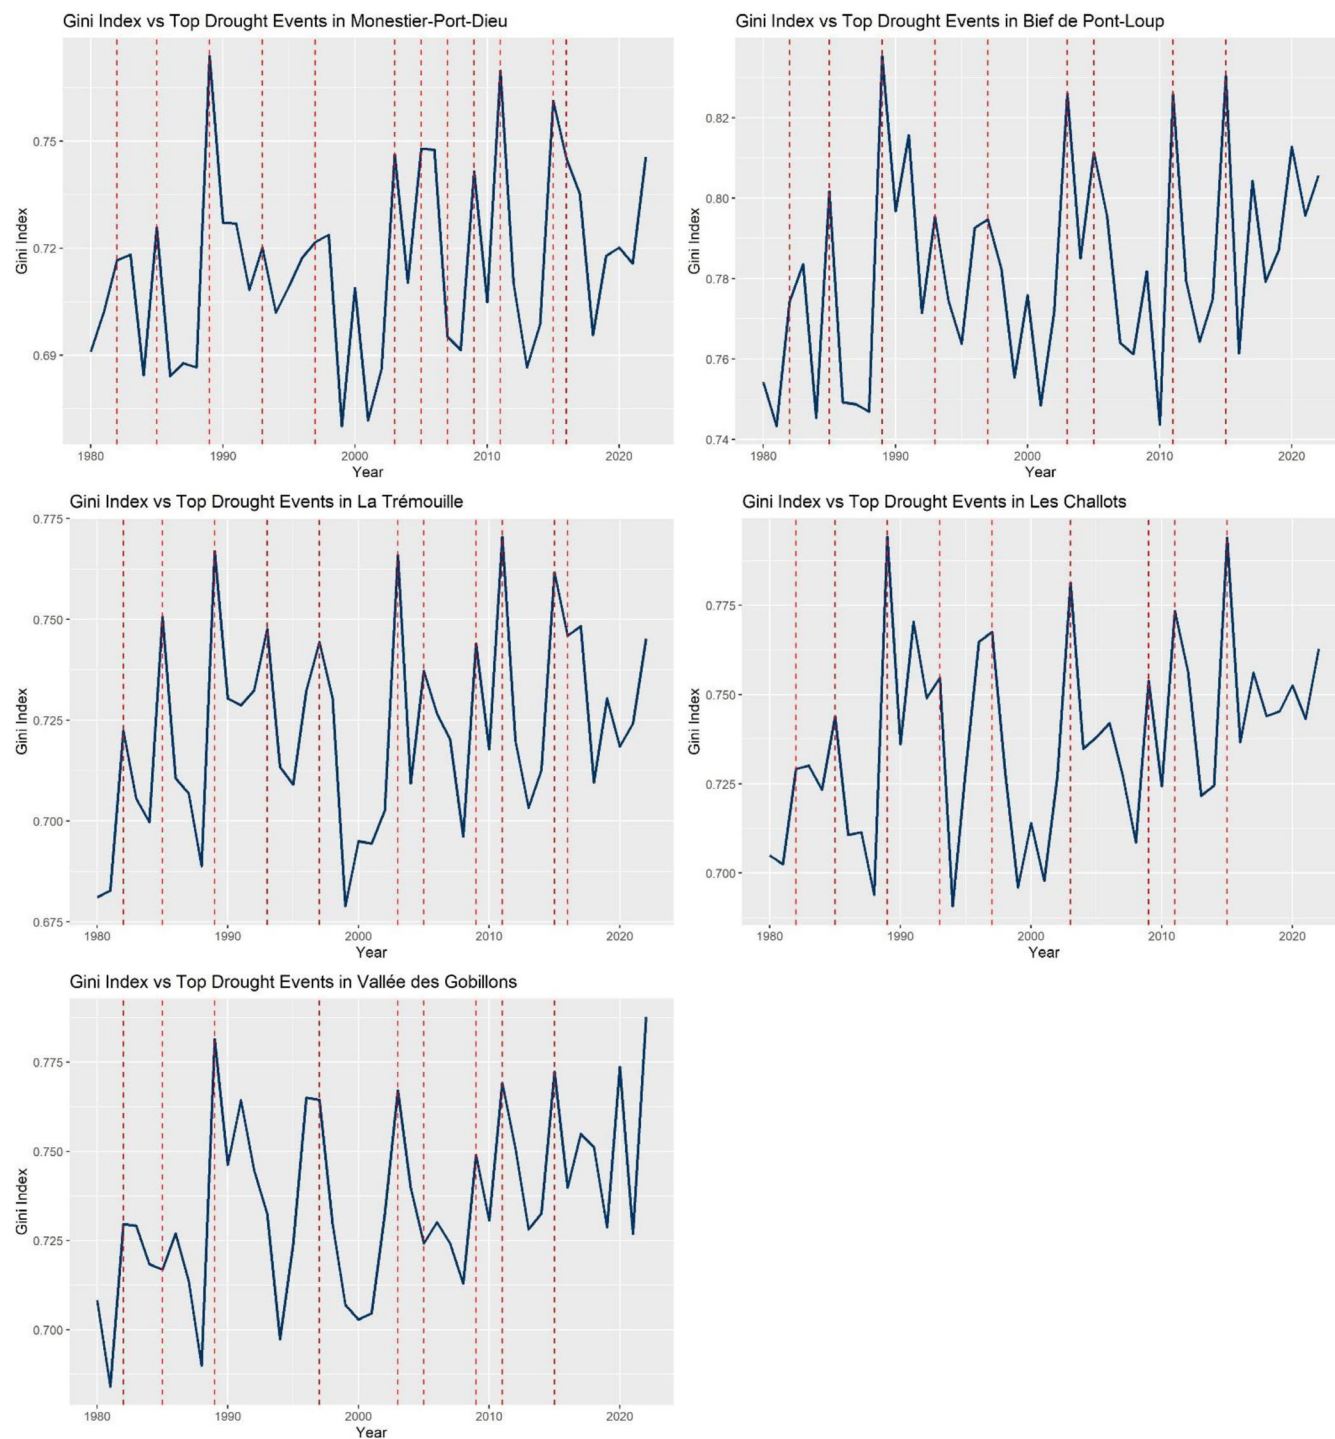 Gini Index vs Top Drought Events in Monestier-Port-Dieu
Gini Index
0.75
0.72
0.69
1980 1990 2000 2010 2020
Year
Gini Index vs Top Drought Events in Bief de Pont-Loup
Gini Index
0.82
0.80
0.78
0.76
0.74
1980 1990 2000 2010 2020
Year
Gini Index vs Top Drought Events in La Trémouille
Gini Index
0.775
0.750
0.725
0.700
0.675
1980 1990 2000 2010 2020
Year
Gini Index vs Top Drought Events in Les Challots
Gini Index
0.775
0.750
0.725
0.700
1980 1990 2000 2010 2020
Year
Gini Index vs Top Drought Events in Vallée des Gobillons
Gini Index
0.775
0.750
0.725
0.700
1980 1990 2000 2010 2020
Year